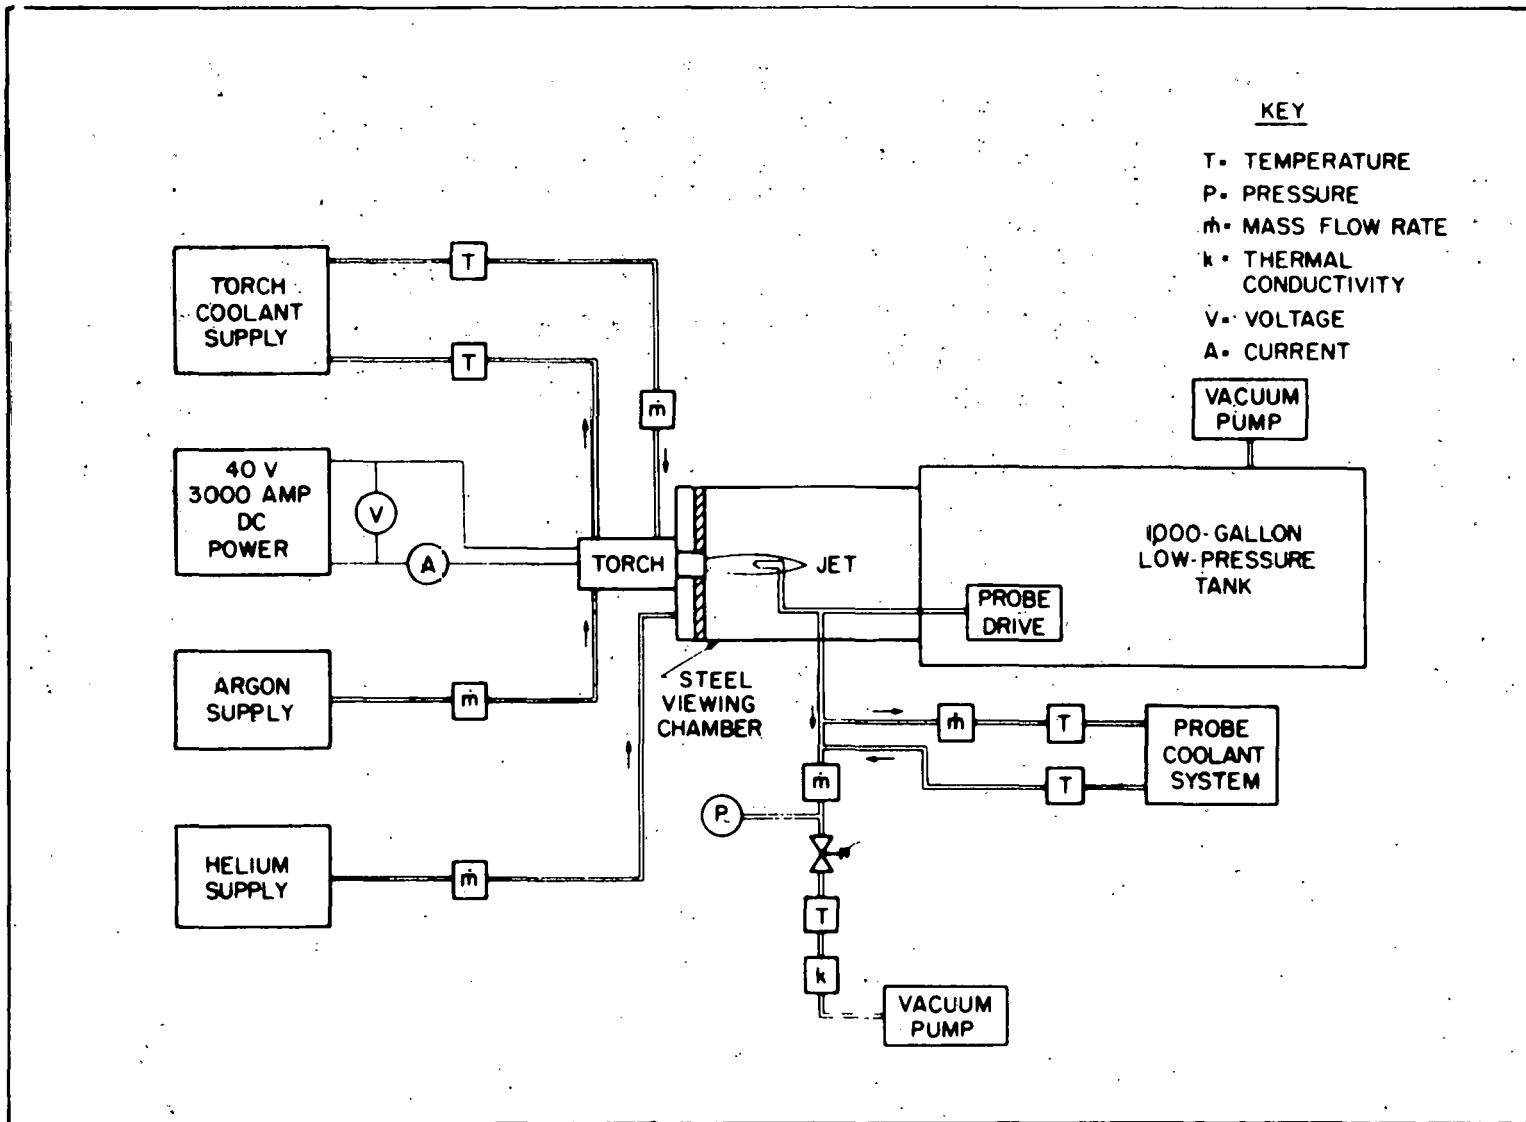 KEY
T= TEMPERATURE
P= PRESSURE
ṁ= MASS FLOW RATE
k= THERMAL
CONDUCTIVITY
V= VOLTAGE
A= CURRENT
TORCH
COOLANT
SUPPLY
T
T
ṁ
VACUUM
PUMP
40 V
3000 AMP
DC
POWER
V
A
TORCH
JET
1,000-GALLON
LOW-PRESSURE
TANK
PROBE
DRIVE
ARGON
SUPPLY
ṁ
STEEL
VIEWING
CHAMBER
ṁ
T
T
PROBE
COOLANT
SYSTEM
ṁ
P
HELIUM
SUPPLY
ṁ
T
k
VACUUM
PUMP